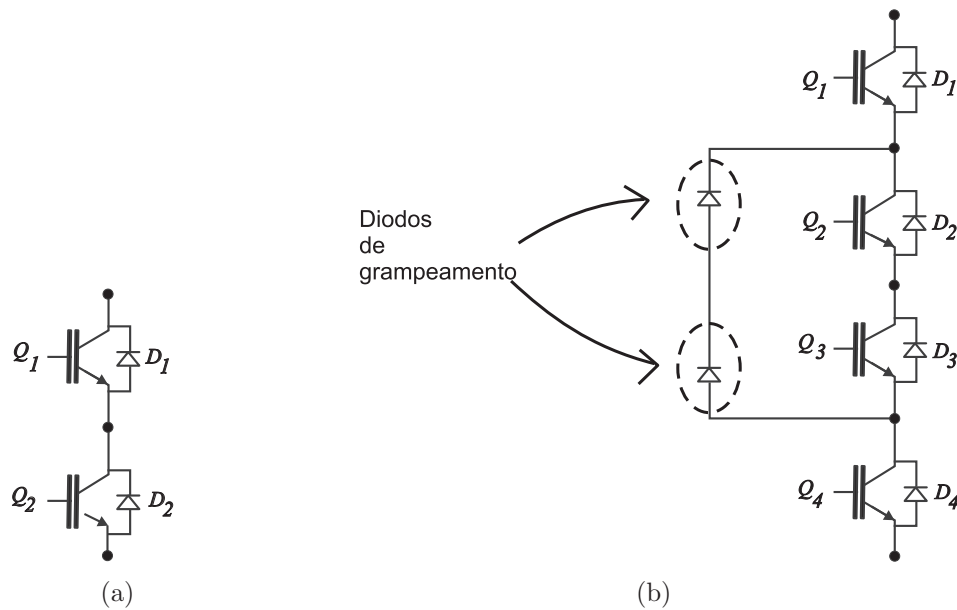 Q1
D1
Diodos
de
grampeamento
Q2
D2
Q1
D1
Q3
D3
Q2
D2
Q4
D4
(a)
(b)